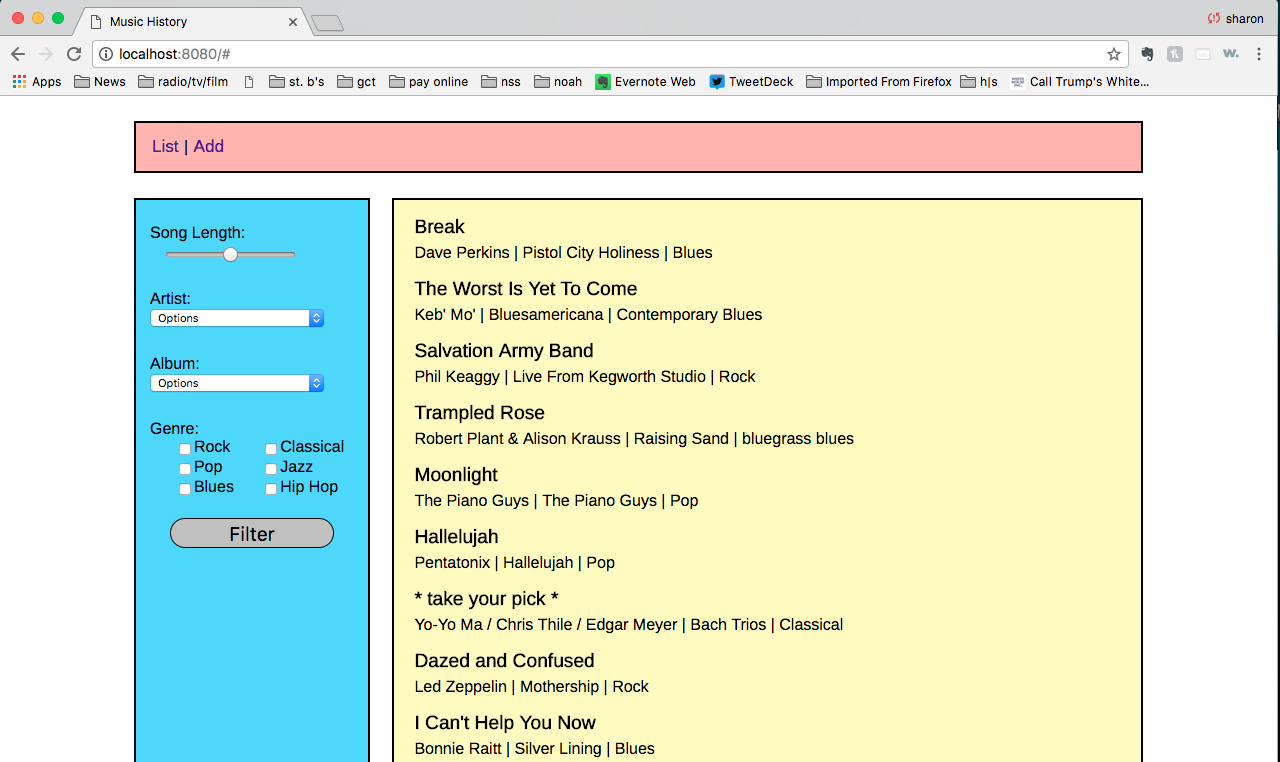 Music History
sharon
localhost:8080/#
W.
Apps News radio/tv/film st. b's gct pay online nss noah Evernote Web TweetDeck Imported From Firefox h|s Call Trump's White...
List | Add
Song Length:
Artist:
Options
Album:
Options
Genre:
Rock Classical
Pop Jazz
Blues Hip Hop
Filter
Break
Dave Perkins | Pistol City Holiness | Blues
The Worst Is Yet To Come
Keb' Mo' | Bluesamericana | Contemporary Blues
Salvation Army Band
Phil Keaggy | Live From Kegworth Studio | Rock
Trampled Rose
Robert Plant & Alison Krauss | Raising Sand | bluegrass blues
Moonlight
The Piano Guys | The Piano Guys | Pop
Hallelujah
Pentatonix | Hallelujah | Pop
* take your pick *
Yo-Yo Ma / Chris Thile / Edgar Meyer | Bach Trios | Classical
Dazed and Confused
Led Zeppelin | Mothership | Rock
I Can't Help You Now
Bonnie Raitt | Silver Lining | Blues